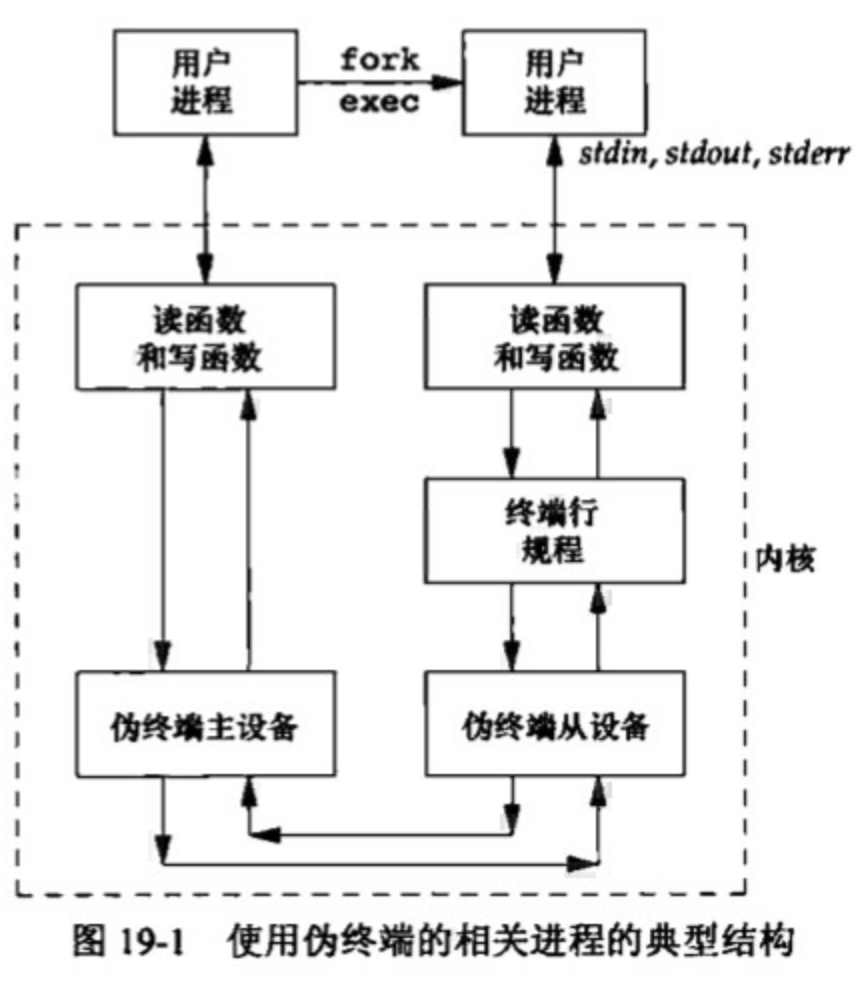 用户
进程
fork
exec
用户
进程
stdin, stdout, stderr
读函数
和写函数
读函数
和写函数
终端行
规程
内核
伪终端主设备
伪终端从设备
图 19-1 使用伪终端的相关进程的典型结构